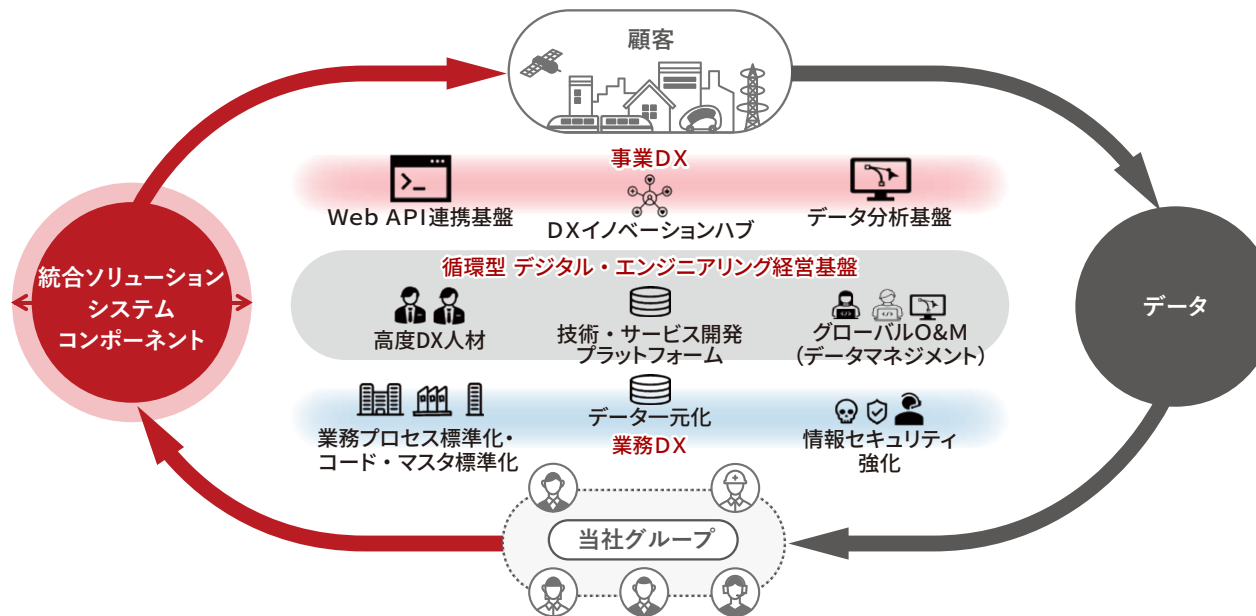 顧客
事業DX
Web API連携基盤
DXイノベーションハブ
データ分析基盤
統合ソリューション
システム
コンポーネント
循環型 デジタル・エンジニアリング経営基盤
高度DX人材
技術・サービス開発
プラットフォーム
グローバルO&M
（データマネジメント）
データ
業務プロセス標準化・
コード・マスタ標準化
データ一元化
業務DX
情報セキュリティ
強化
当社グループ